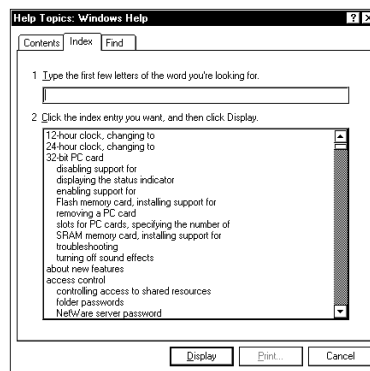 Help Topics: Windows Help
Contents Index Find
1 Type the first few letters of the word you're looking for.
2 Click the index entry you want, and then click Display.
12-hour clock, changing to
24-hour clock, changing to
32-bit PC card
disabling support for
displaying the status indicator
enabling support for
Flash memory card, installing support for
removing a PC card
slots for PC cards, specifying the number of
SRAM memory card, installing support for
troubleshooting
turning off sound effects
about new features
access control
controlling access to shared resources
folder passwords
NetWare server password
Display Print... Cancel